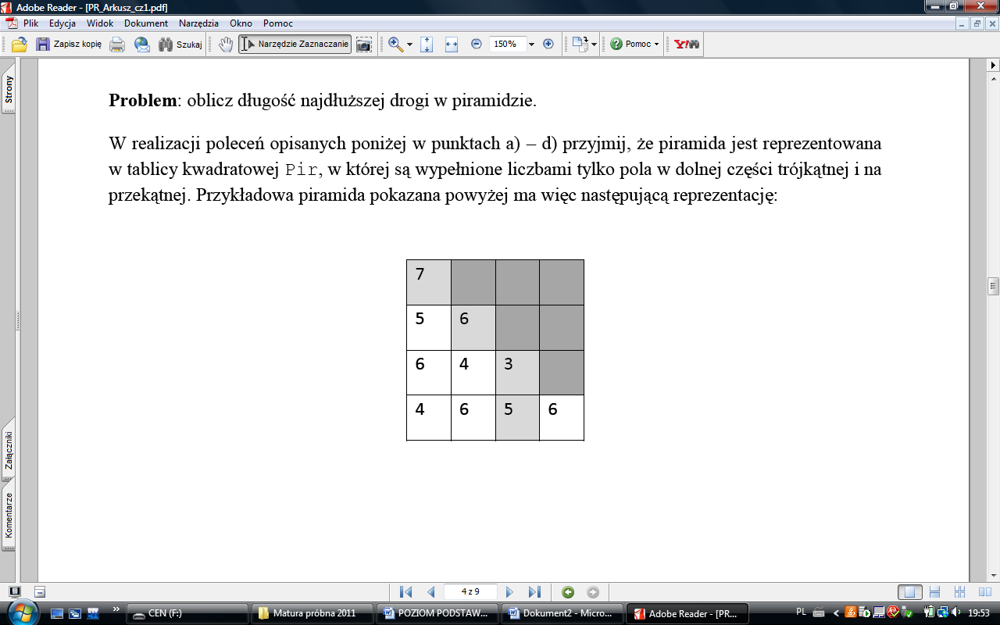 Adobe Reader - [PR_Arkusz_cz1.pdf]
Plik Edycja Widok Dokument Narzędzia Okno Pomoc
Zapisz kopię Szukaj Narzędzie Zaznaczanie 150% Pomoc Y!
Strony
Problem: oblicz długość najdłuższej drogi w piramidzie.
W realizacji poleceń opisanych poniżej w punktach a) – d) przyjmij, że piramida jest reprezentowana
w tablicy kwadratowej Pir, w której są wypełnione liczbami tylko pola w dolnej części trójkątnej i na
przekątnej. Przykładowa piramida pokazana powyżej ma więc następującą reprezentację:
7
5 6
6 4 3
4 6 5 6
Załączniki
Komentarze
4 z 9
CEN (F:) Matura próbna 2011 POZIOM PODSTAW... Dokument2 - Micro... Adobe Reader - [PR... PL 19:53